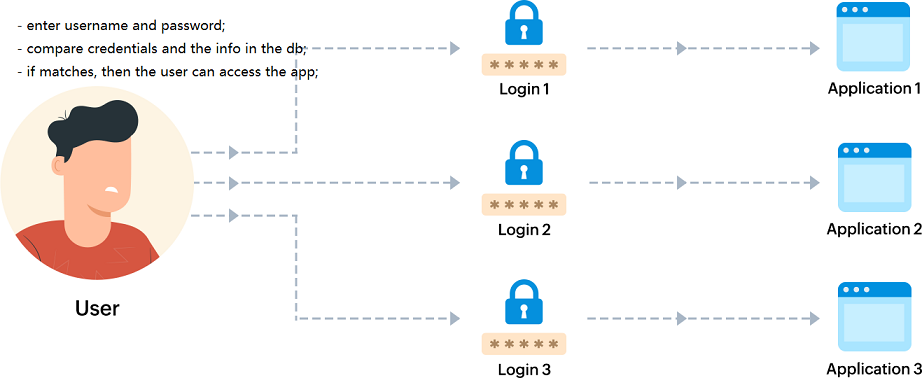 - enter username and password;
- compare credentials and the info in the db;
- if matches, then the user can access the app;
*****
Login 1
Application 1
*****
Login 2
Application 2
User
*****
Login 3
Application 3